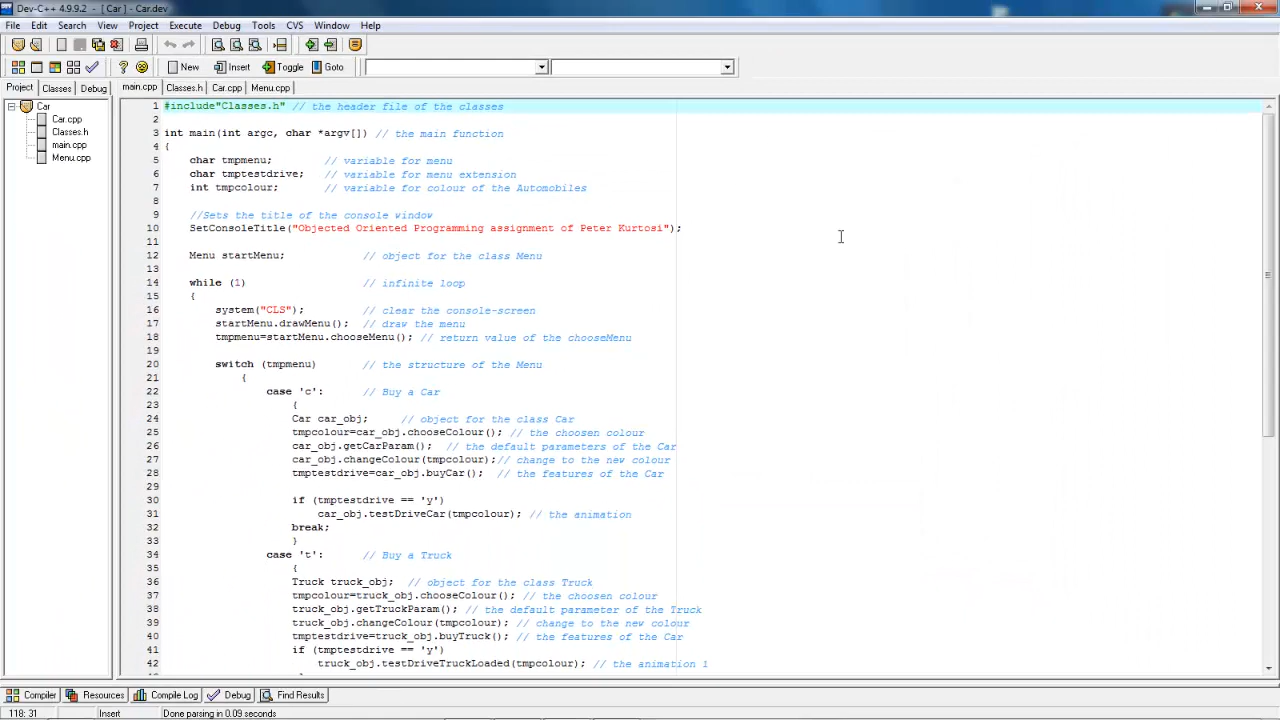 Dev-C++ 4.9.9.2 - [ Car ] - Car.dev
File Edit Search View Project Execute Debug Tools CVS Window Help
New Insert Toggle Goto
Project Classes Debug main.cpp Classes.h Car.cpp Menu.cpp
Car
Car.cpp
Classes.h
main.cpp
Menu.cpp
1 #include"Classes.h" // the header file of the classes
2
3 int main(int argc, char *argv[]) // the main function
4 {
5 char tmpmenu; // variable for menu
6 char tmptestdrive; // variable for menu extension
7 int tmpcolour; // variable for colour of the Automobiles
8
9 //Sets the title of the console window
10 SetConsoleTitle("Objected Oriented Programming assignment of Peter Kurtosi");
11
12 Menu startMenu; // object for the class Menu
13
14 while (1) // infinite loop
15 {
16 system("CLS"); // clear the console-screen
17 startMenu.drawMenu(); // draw the menu
18 tmpmenu=startMenu.chooseMenu(); // return value of the chooseMenu
19
20 switch (tmpmenu) // the structure of the Menu
21 {
22 case 'c': // Buy a Car
23 {
24 Car car_obj; // object for the class Car
25 tmpcolour=car_obj.chooseColour(); // the choosen colour
26 car_obj.getCarParam(); // the default parameters of the Car
27 car_obj.changeColour(tmpcolour);// change to the new colour
28 tmptestdrive=car_obj.buyCar(); // the features of the Car
29
30 if (tmptestdrive == 'y')
31 car_obj.testDriveCar(tmpcolour); // the animation
32 break;
33 }
34 case 't': // Buy a Truck
35 {
36 Truck truck_obj; // object for the class Truck
37 tmpcolour=truck_obj.chooseColour(); // the choosen colour
38 truck_obj.getTruckParam(); // the default parameter of the Truck
39 truck_obj.changeColour(tmpcolour); // change to the new colour
40 tmptestdrive=truck_obj.buyTruck(); // the features of the Car
41 if (tmptestdrive == 'y')
42 truck_obj.testDriveTruckLoaded(tmpcolour); // the animation 1
Compiler Resources Compile Log Debug Find Results
118: 31 Insert Done parsing in 0.09 seconds